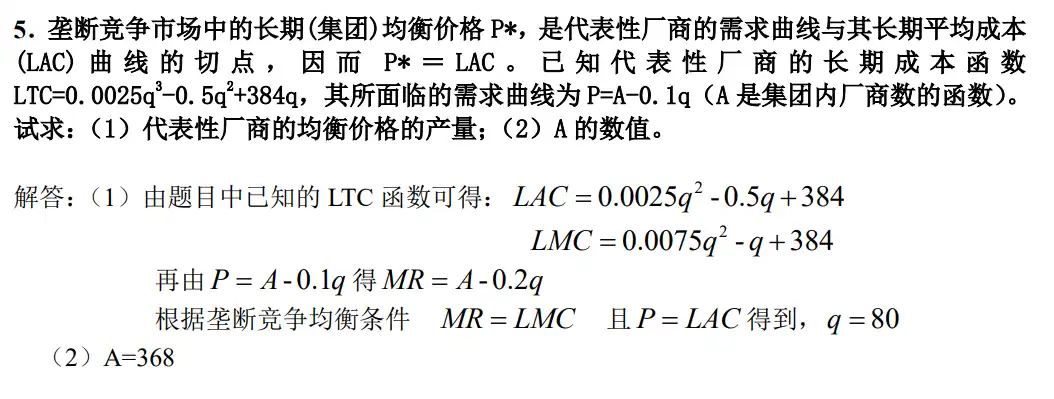 5. 垄断竞争市场中的长期(集团)均衡价格 P*，是代表性厂商的需求曲线与其长期平均成本
(LAC) 曲线的切点，因而 P*＝LAC。已知代表性厂商的长期成本函数
LTC=0.0025q³-0.5q²+384q，其所面临的需求曲线为 P=A-0.1q（A 是集团内厂商数的函数）。
试求：（1）代表性厂商的均衡价格的产量；（2）A 的数值。
解答：（1）由题目中已知的 LTC 函数可得：LAC = 0.0025q² - 0.5q + 384
LMC = 0.0075q² - q + 384
再由 P = A - 0.1q 得 MR = A - 0.2q
根据垄断竞争均衡条件 MR = LMC 且 P = LAC 得到，q = 80
（2）A=368